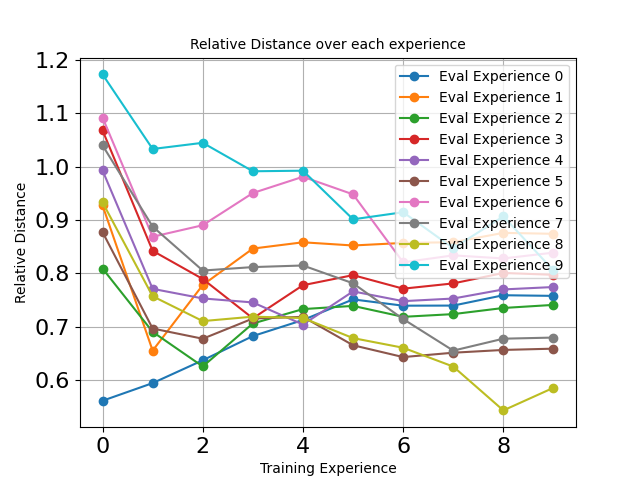 Relative Distance over each experience
Relative Distance
1.2
1.1
1.0
0.9
0.8
0.7
0.6
Eval Experience 0
Eval Experience 1
Eval Experience 2
Eval Experience 3
Eval Experience 4
Eval Experience 5
Eval Experience 6
Eval Experience 7
Eval Experience 8
Eval Experience 9
0 2 4 6 8
Training Experience